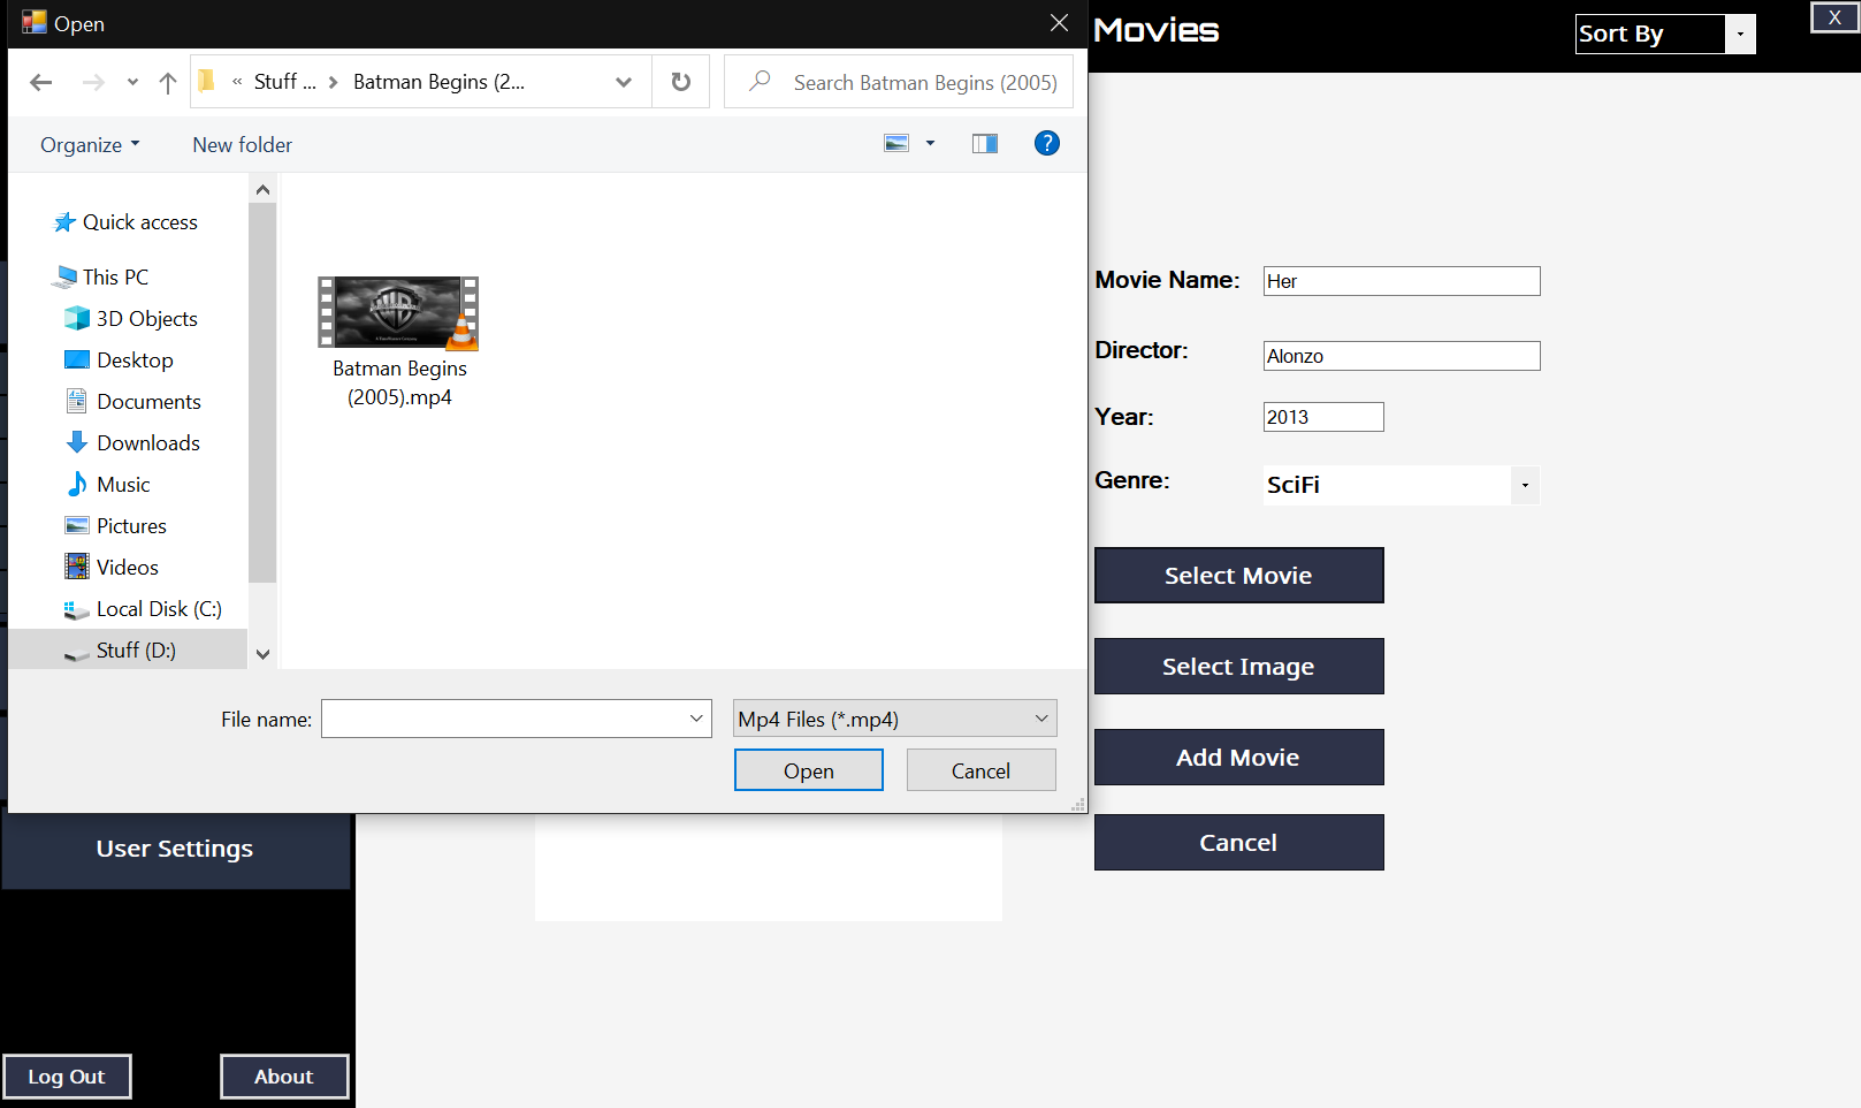 Open
Movies
Sort By
X
« Stuff ... > Batman Begins (2...
Search Batman Begins (2005)
Organize
New folder
?
Quick access
This PC
3D Objects
Desktop
Documents
Downloads
Music
Pictures
Videos
Local Disk (C:)
Stuff (D:)
Batman Begins
(2005).mp4
File name:
Mp4 Files (*.mp4)
Open
Cancel
Movie Name: Her
Director: Alonzo
Year: 2013
Genre: SciFi
Select Movie
Select Image
Add Movie
Cancel
User Settings
Log Out
About